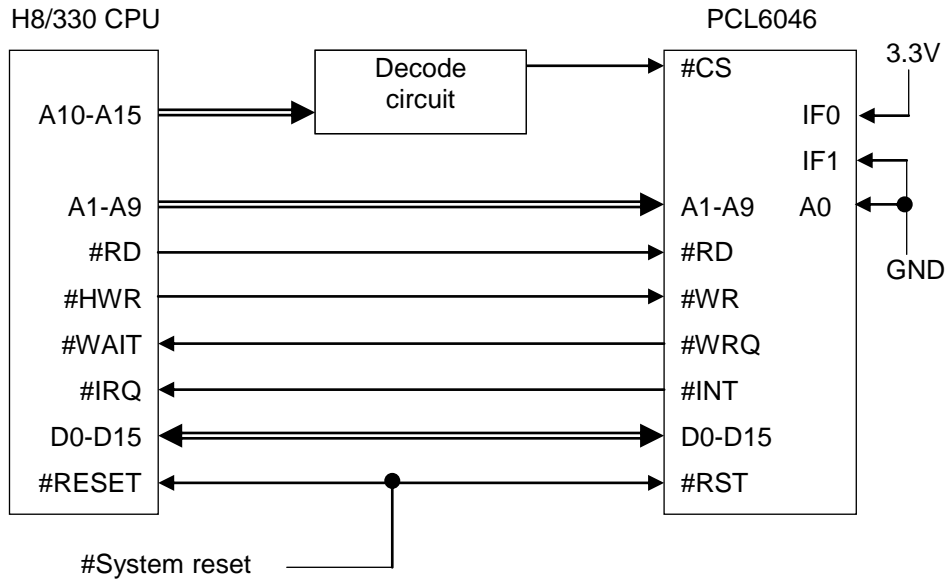 H8/330 CPU
PCL6046
3.3V
Decode
circuit
#CS
A10-A15
IF0
IF1
A1-A9
A1-A9
A0
#RD
#RD
GND
#HWR
#WR
#WAIT
#WRQ
#IRQ
#INT
D0-D15
D0-D15
#RESET
#RST
#System reset